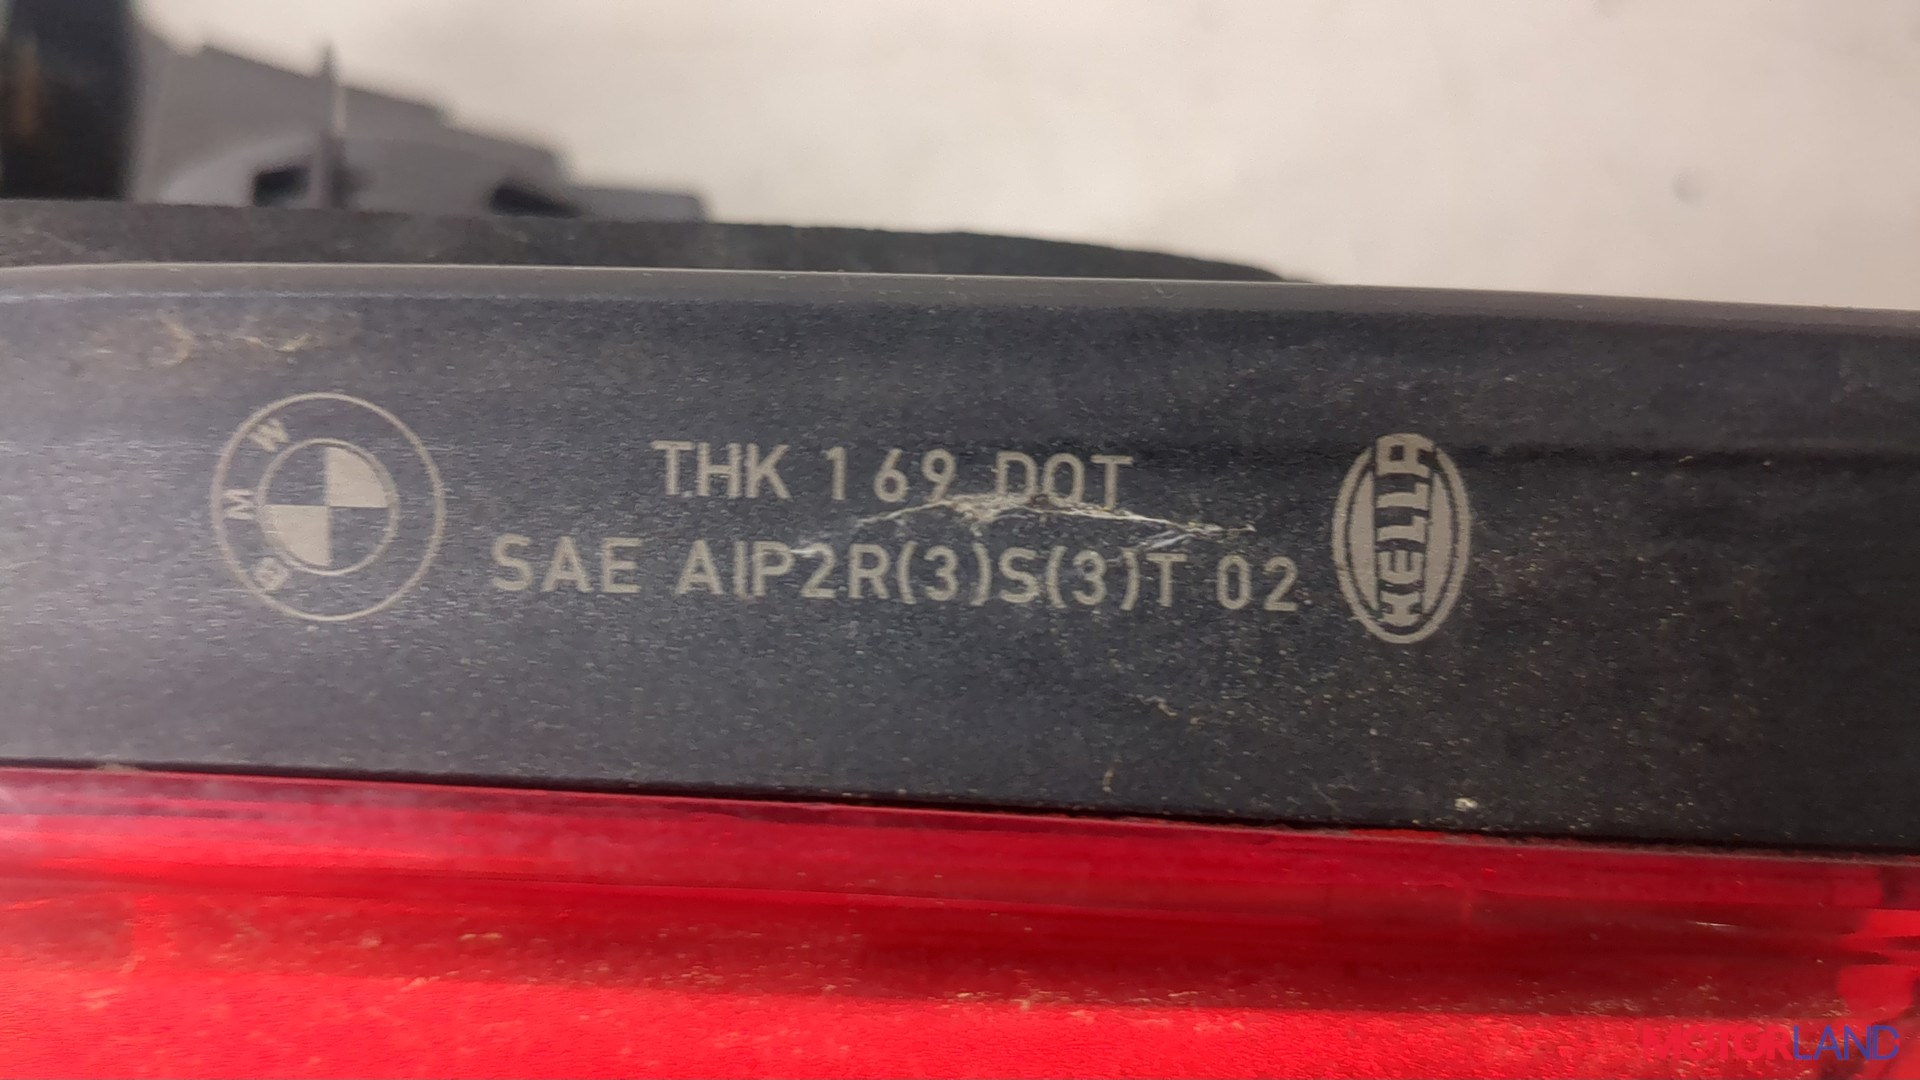 BMW
THK 169 DOT
SAE AIP2R(3)S(3)T 02
HELLA
MOTORLAND